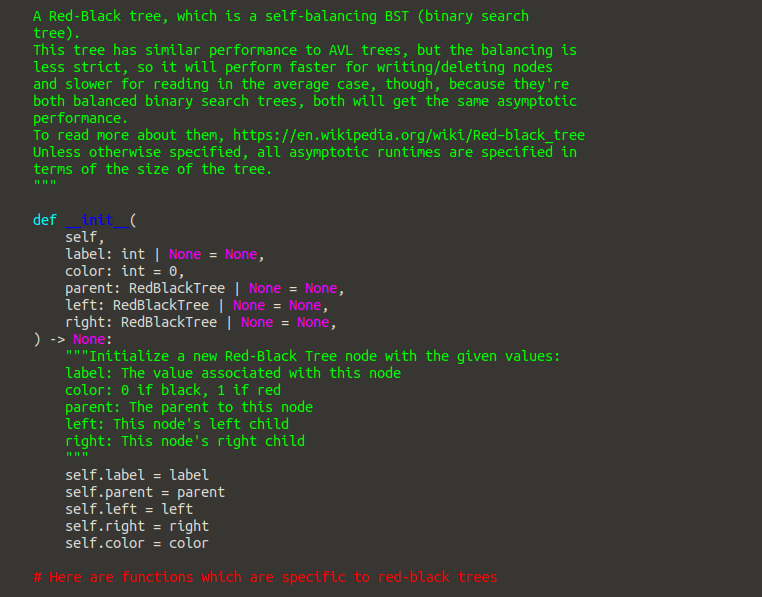 A Red-Black tree, which is a self-balancing BST (binary search
tree).
This tree has similar performance to AVL trees, but the balancing is
less strict, so it will perform faster for writing/deleting nodes
and slower for reading in the average case, though, because they're
both balanced binary search trees, both will get the same asymptotic
performance.
To read more about them, https://en.wikipedia.org/wiki/Red–black_tree
Unless otherwise specified, all asymptotic runtimes are specified in
terms of the size of the tree.
"""
def __init__(
self,
label: int | None = None,
color: int = 0,
parent: RedBlackTree | None = None,
left: RedBlackTree | None = None,
right: RedBlackTree | None = None,
) -> None:
"""Initialize a new Red-Black Tree node with the given values:
label: The value associated with this node
color: 0 if black, 1 if red
parent: The parent to this node
left: This node's left child
right: This node's right child
"""
self.label = label
self.parent = parent
self.left = left
self.right = right
self.color = color
# Here are functions which are specific to red-black trees